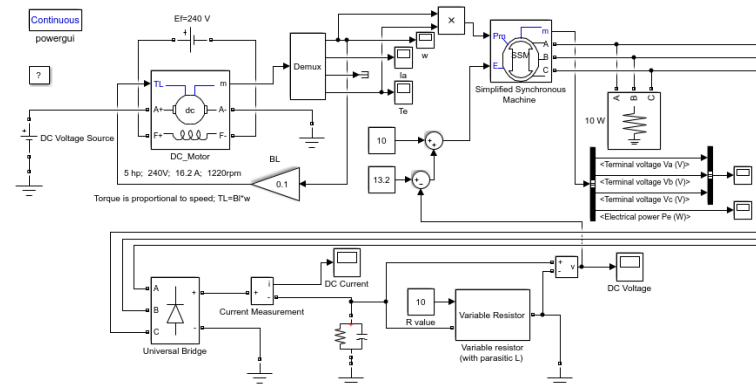 Continuous
powergui
?
Ef=240 V
TL
m
dc
A+
A-
F+
F-
DC_Motor
DC Voltage Source
5 hp; 240V; 16.2 A; 1220rpm
Torque is proportional to speed; TL=Bl*w
BL
0.1
Demux
w
Ia
Te
×
Pm
E
SSM
m
A
B
C
Simplified Synchronous
Machine
10
13.2
A B C
10 W
<Terminal voltage Va (V)>
<Terminal voltage Vb (V)>
<Terminal voltage Vc (V)>
<Electrical power Pe (W)>
A
B
C
+
-
Universal Bridge
+
i
-
Current Measurement
DC Current
10
R value
Variable Resistor
Variable resistor
(with parasitic L)
+
-
v
DC Voltage